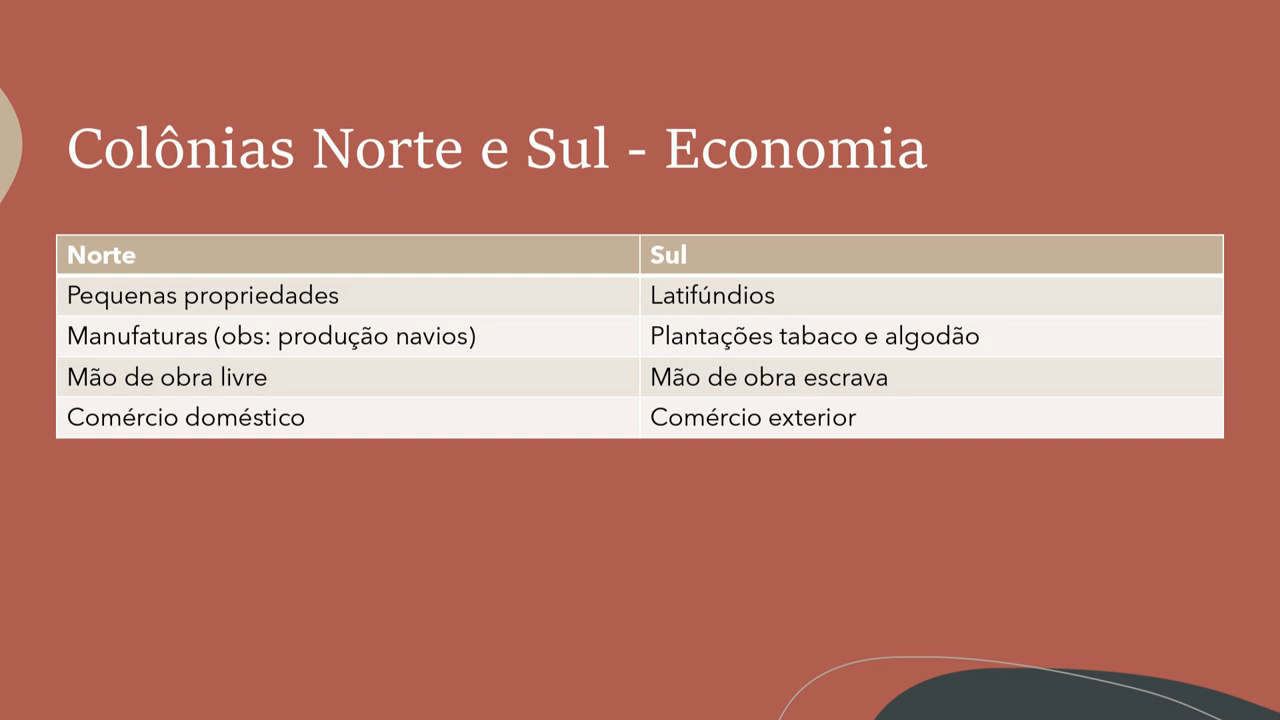 Colônias Norte e Sul - Economia
Norte
Sul
Pequenas propriedades
Latifúndios
Manufaturas (obs: produção navios)
Plantações tabaco e algodão
Mão de obra livre
Mão de obra escrava
Comércio doméstico
Comércio exterior